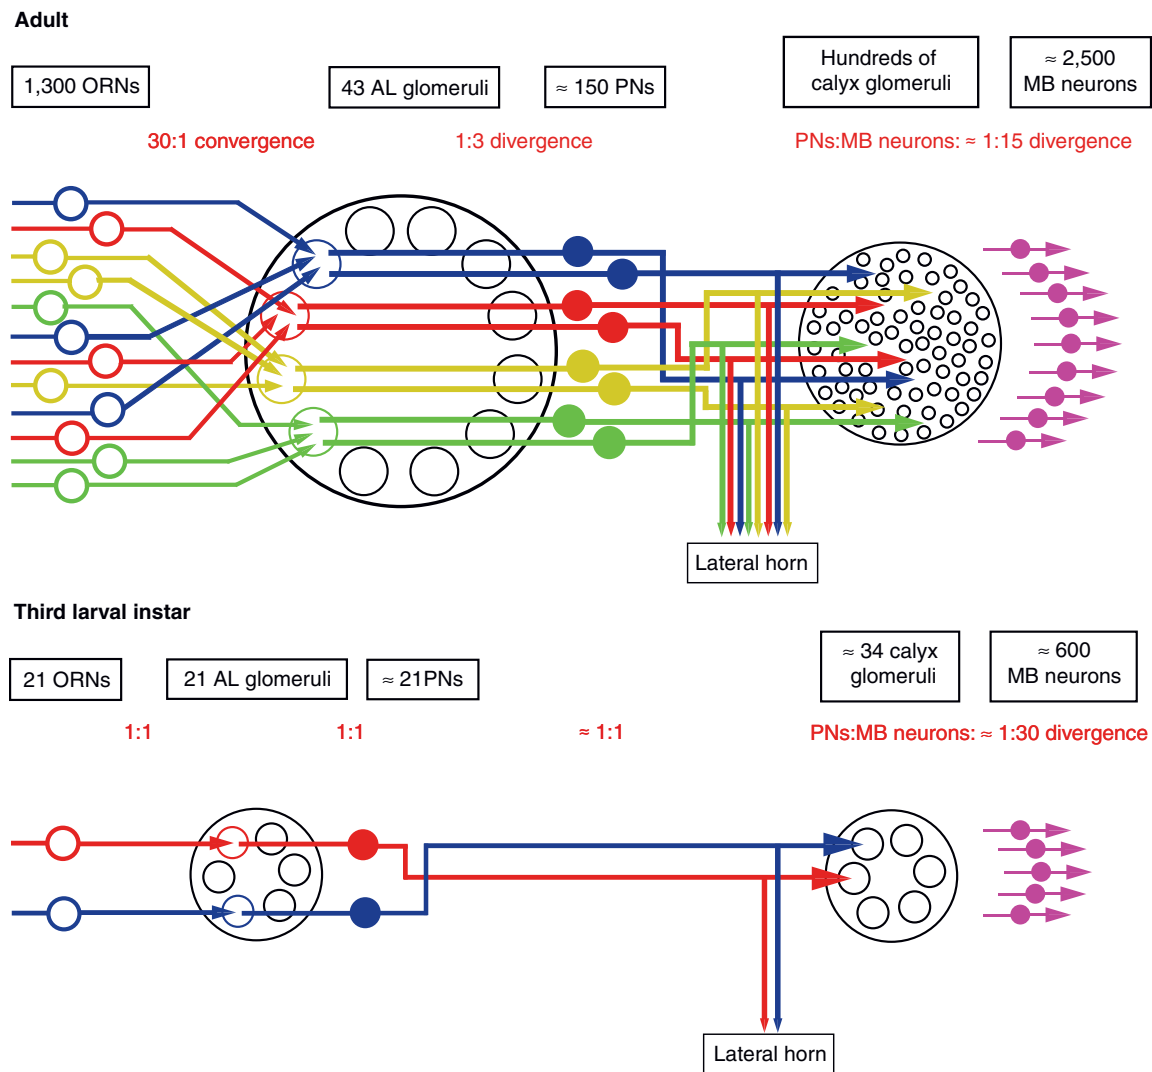 Adult
1,300 ORNs
43 AL glomeruli
≈ 150 PNs
Hundreds of
calyx glomeruli
≈ 2,500
MB neurons
30:1 convergence
1:3 divergence
PNs:MB neurons: ≈ 1:15 divergence
Lateral horn
Third larval instar
21 ORNs
21 AL glomeruli
≈ 21PNs
≈ 34 calyx
glomeruli
≈ 600
MB neurons
1:1
1:1
≈ 1:1
PNs:MB neurons: ≈ 1:30 divergence
Lateral horn